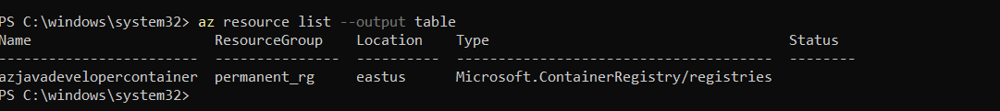 PS C:\windows\system32> az resource list --output table
Name                     ResourceGroup    Location    Type                                  Status
-----------------------  ---------------  ----------  ------------------------------------  --------
azjavadevelopercontainer  permanent_rg    eastus      Microsoft.ContainerRegistry/registries
PS C:\windows\system32>